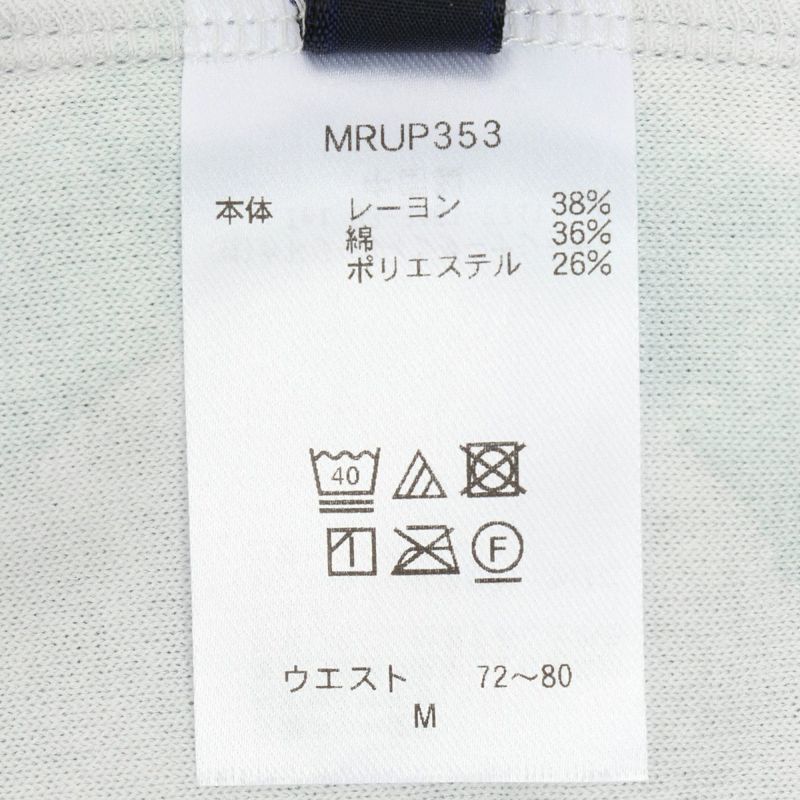 MRUP353
本体 レーヨン 38%
綿 36%
ポリエステル 26%
40
F
ウエスト 72～80
M